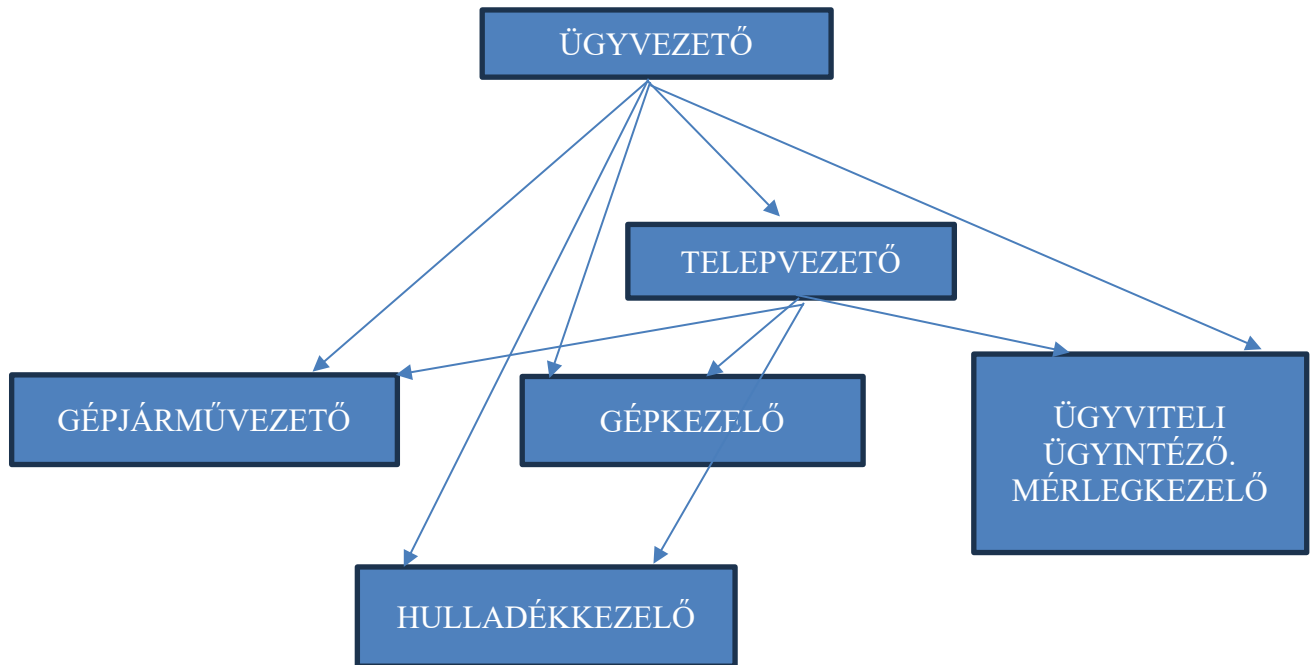 ÜGYVEZETŐ
TELEPVEZETŐ
GÉPJÁRMŰVEZETŐ
GÉPKEZELŐ
ÜGYVITELI
ÜGYINTÉZŐ.
MÉRLEGKEZELŐ
HULLADÉKKEZELŐ